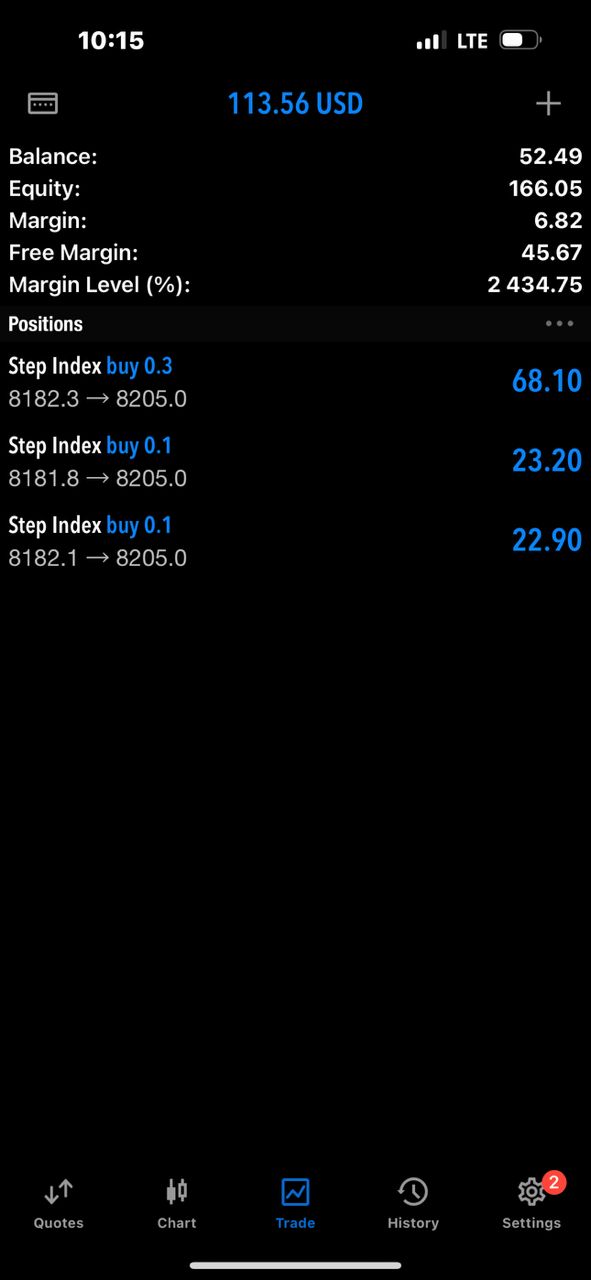 10:15 LTE
113.56 USD
Balance: 52.49
Equity: 166.05
Margin: 6.82
Free Margin: 45.67
Margin Level (%): 2 434.75
Positions
Step Index buy 0.3
8182.3 → 8205.0 68.10
Step Index buy 0.1
8181.8 → 8205.0 23.20
Step Index buy 0.1
8182.1 → 8205.0 22.90
2
Quotes Chart Trade History Settings